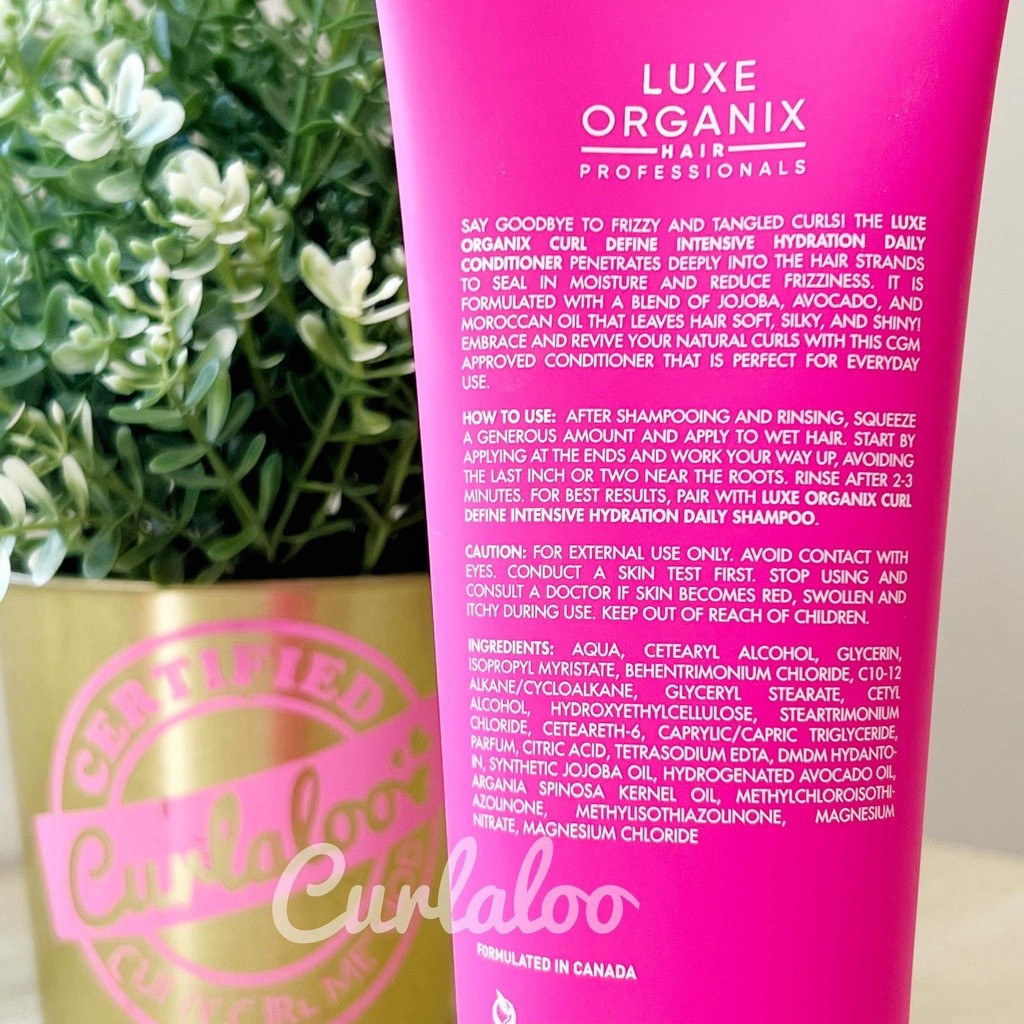 LUXE
ORGANIX
HAIR
PROFESSIONALS
SAY GOODBYE TO FRIZZY AND TANGLED CURLS! THE LUXE
ORGANIX CURL DEFINE INTENSIVE HYDRATION DAILY
CONDITIONER PENETRATES DEEPLY INTO THE HAIR STRANDS
TO SEAL IN MOISTURE AND REDUCE FRIZZINESS. IT IS
FORMULATED WITH A BLEND OF JOJOBA, AVOCADO, AND
MOROCCAN OIL THAT LEAVES HAIR SOFT, SILKY, AND SHINY!
EMBRACE AND REVIVE YOUR NATURAL CURLS WITH THIS CGM
APPROVED CONDITIONER THAT IS PERFECT FOR EVERYDAY
USE.
HOW TO USE: AFTER SHAMPOOING AND RINSING, SQUEEZE
A GENEROUS AMOUNT AND APPLY TO WET HAIR. START BY
APPLYING AT THE ENDS AND WORK YOUR WAY UP, AVOIDING
THE LAST INCH OR TWO NEAR THE ROOTS. RINSE AFTER 2-3
MINUTES. FOR BEST RESULTS, PAIR WITH LUXE ORGANIX CURL
DEFINE INTENSIVE HYDRATION DAILY SHAMPOO.
CAUTION: FOR EXTERNAL USE ONLY. AVOID CONTACT WITH
EYES. CONDUCT A SKIN TEST FIRST. STOP USING AND
CONSULT A DOCTOR IF SKIN BECOMES RED, SWOLLEN AND
ITCHY DURING USE. KEEP OUT OF REACH OF CHILDREN.
INGREDIENTS: AQUA, CETEARYL ALCOHOL, GLYCERIN,
ISOPROPYL MYRISTATE, BEHENTRIMONIUM CHLORIDE, C10-12
ALKANE/CYCLOALKANE, GLYCERYL STEARATE, CETYL
ALCOHOL, HYDROXYETHYLCELLULOSE, STEARTRIMONIUM
CHLORIDE, CETEARETH-6, CAPRYLIC/CAPRIC TRIGLYCERIDE,
PARFUM, CITRIC ACID, TETRASODIUM EDTA, DMDM HYDANTO-
IN, SYNTHETIC JOJOBA OIL, HYDROGENATED AVOCADO OIL,
ARGANIA SPINOSA KERNEL OIL, METHYLCHLOROISOTHI-
AZOLINONE, METHYLISOTHIAZOLINONE, MAGNESIUM
NITRATE, MAGNESIUM CHLORIDE
FORMULATED IN CANADA
CERTIFIED
Curlaloo
Curlaloo